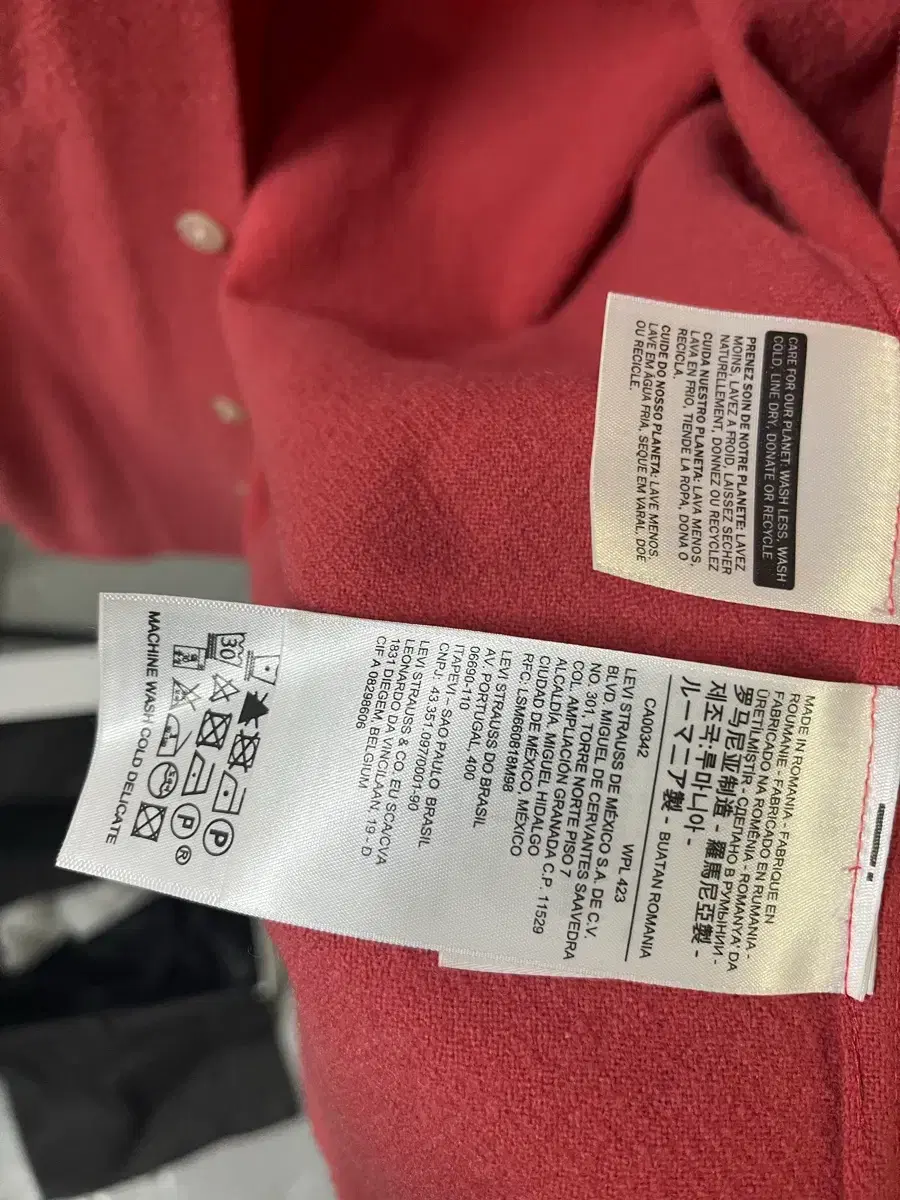 CARE FOR OUR PLANET: WASH LESS, WASH
COLD, LINE DRY, DONATE OR RECYCLE
PRENEZ SOIN DE NOTRE PLANETE: LAVEZ
MOINS, LAVEZ A FROID, LAISSEZ SECHER
NATURELLEMENT, DONNEZ OU RECYCLEZ
CUIDA NUESTRO PLANETA: LAVA MENOS,
LAVA EN FRIO, TIENDE LA ROPA, DONA O
RECICLA.
CUIDE DO NOSSO PLANETA: LAVE MENOS,
LAVE EM ÁGUA FRIA, SEQUE EM VARAL, DOE
OU RECICLE.
MADE IN ROMANIA - FABRIQUE EN
ROUMANIE - FABRICADO EN RUMANIA -
FABRICADO NA ROMÊNIA - ROMANYA' DA
ÜRETİLMİŞTİR - СДЕЛАНО В РУМЫНИИ -
罗马尼亚制造 - 羅馬尼亞製 -
제조국:루마니아 -
ルーマニア製 - BUATAN ROMANIA
CA00342 WPL 423
LEVI STRAUSS DE MÉXICO S.A. DE C.V.
BLVD. MIGUEL DE CERVANTES SAAVEDRA
NO. 301, TORRE NORTE PISO 7
COL. AMPLIACIÓN GRANADA C.P. 11529
ALCALDÍA, MIGUEL HIDALGO
CIUDAD DE MÉXICO, MÉXICO
RFC: LSM660818M98
LEVI STRAUSS DO BRASIL
AV. PORTUGAL, 400
06690-110
ITAPEVI – SAO PAULO BRASIL
CNPJ: 43.351.097/0001-90
LEVI STRAUSS & CO. EU SCA/CVA
LEONARDO DA VINCILAAN, 19 - D
1831 DIEGEM, BELGIUM
CIF A 08298606
P
30
P ®
MACHINE WASH COLD DELICATE